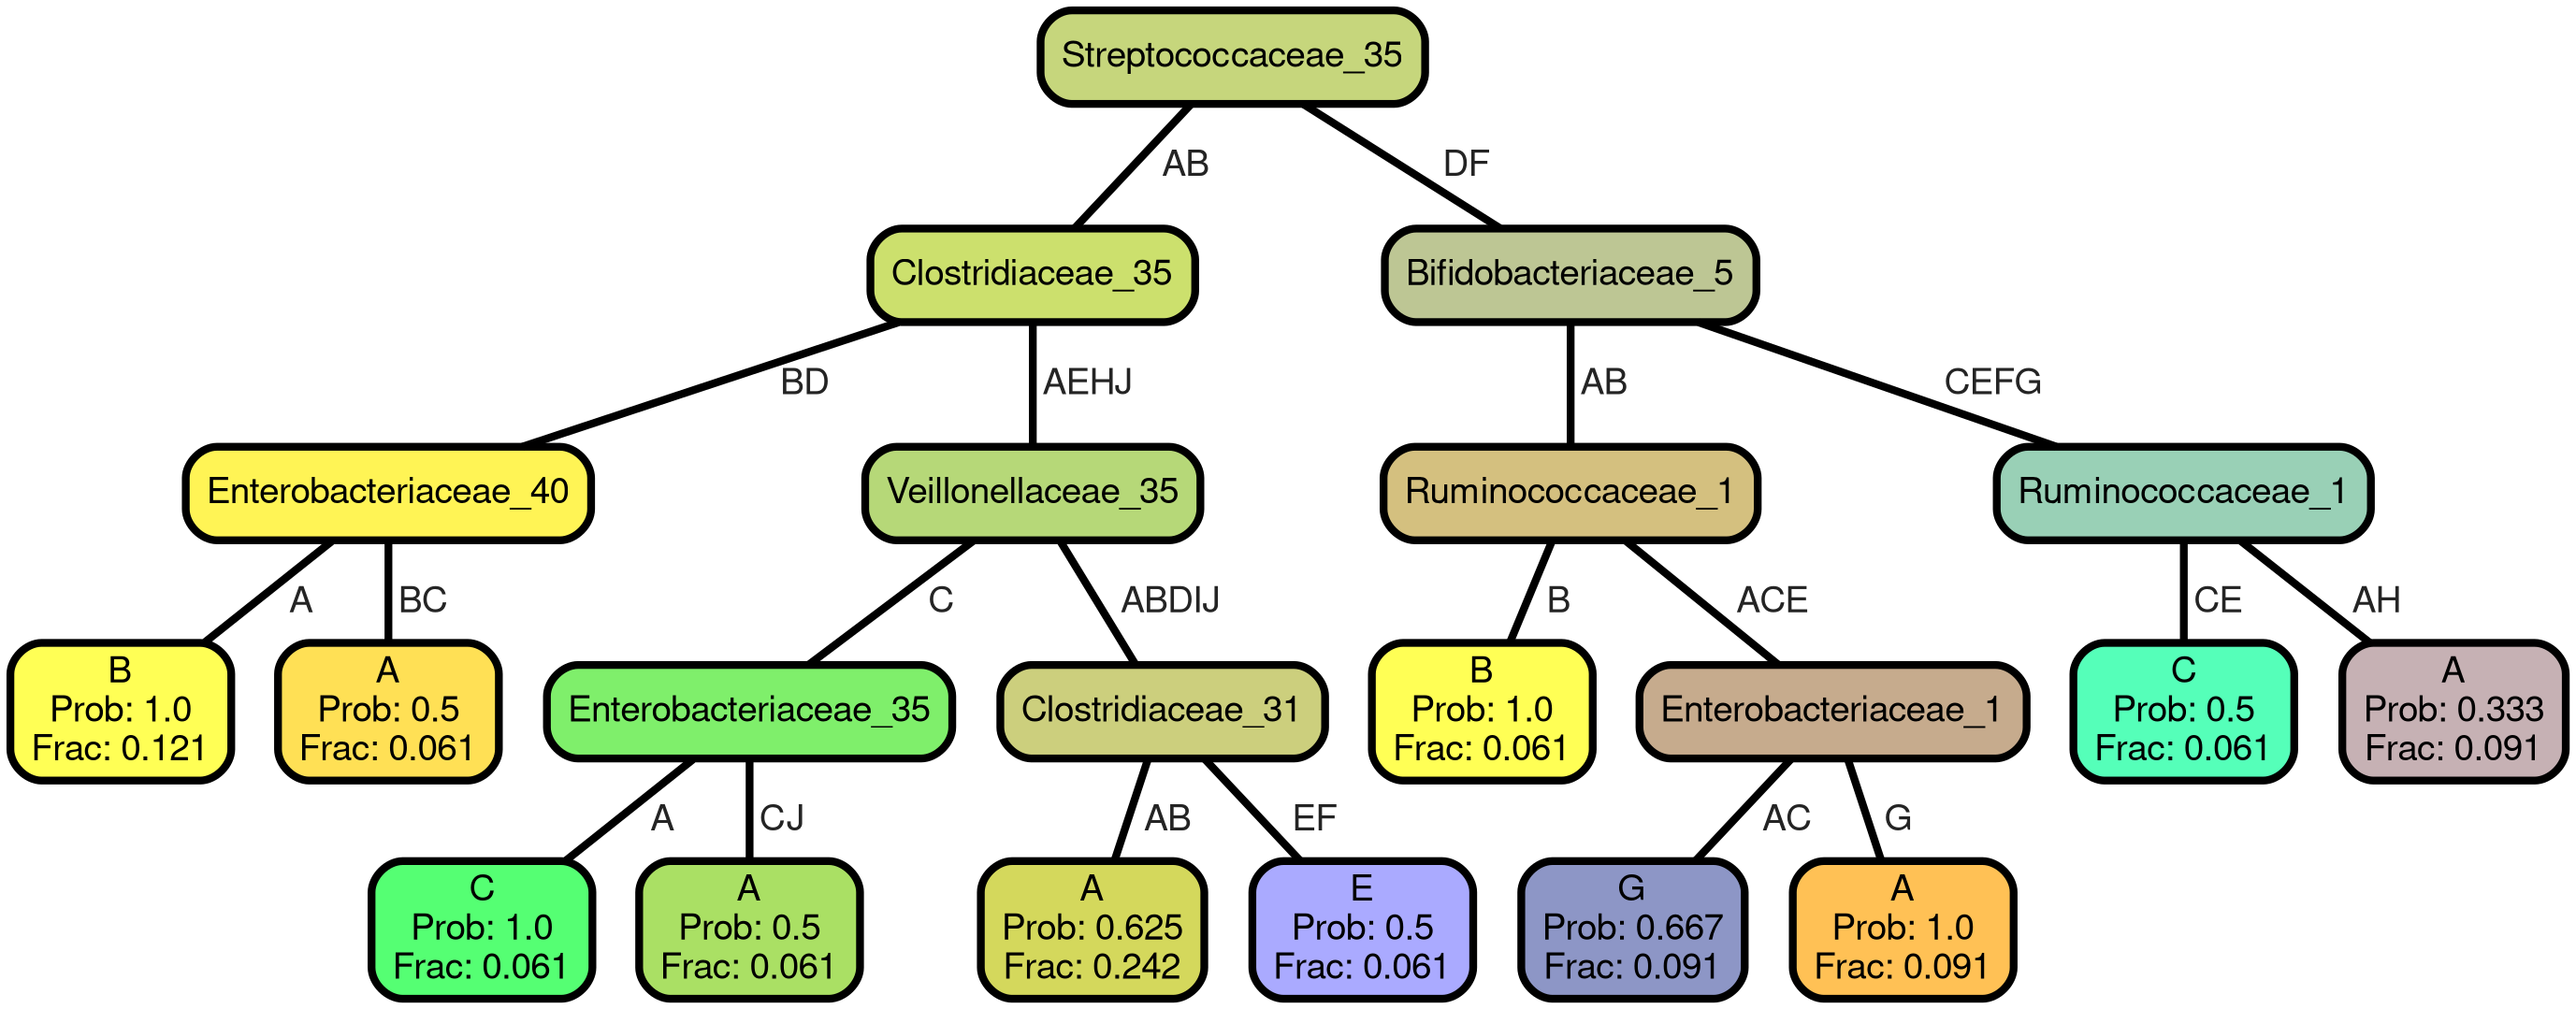 Streptococcaceae_35
AB
DF
Clostridiaceae_35
Bifidobacteriaceae_5
BD
AEHJ
AB
CEFG
Enterobacteriaceae_40
Veillonellaceae_35
Ruminococcaceae_1
Ruminococcaceae_1
A
BC
C
ABDIJ
B
ACE
CE
AH
B
Prob: 1.0
Frac: 0.121
A
Prob: 0.5
Frac: 0.061
Enterobacteriaceae_35
Clostridiaceae_31
B
Prob: 1.0
Frac: 0.061
Enterobacteriaceae_1
C
Prob: 0.5
Frac: 0.061
A
Prob: 0.333
Frac: 0.091
A
CJ
AB
EF
AC
G
C
Prob: 1.0
Frac: 0.061
A
Prob: 0.5
Frac: 0.061
A
Prob: 0.625
Frac: 0.242
E
Prob: 0.5
Frac: 0.061
G
Prob: 0.667
Frac: 0.091
A
Prob: 1.0
Frac: 0.091